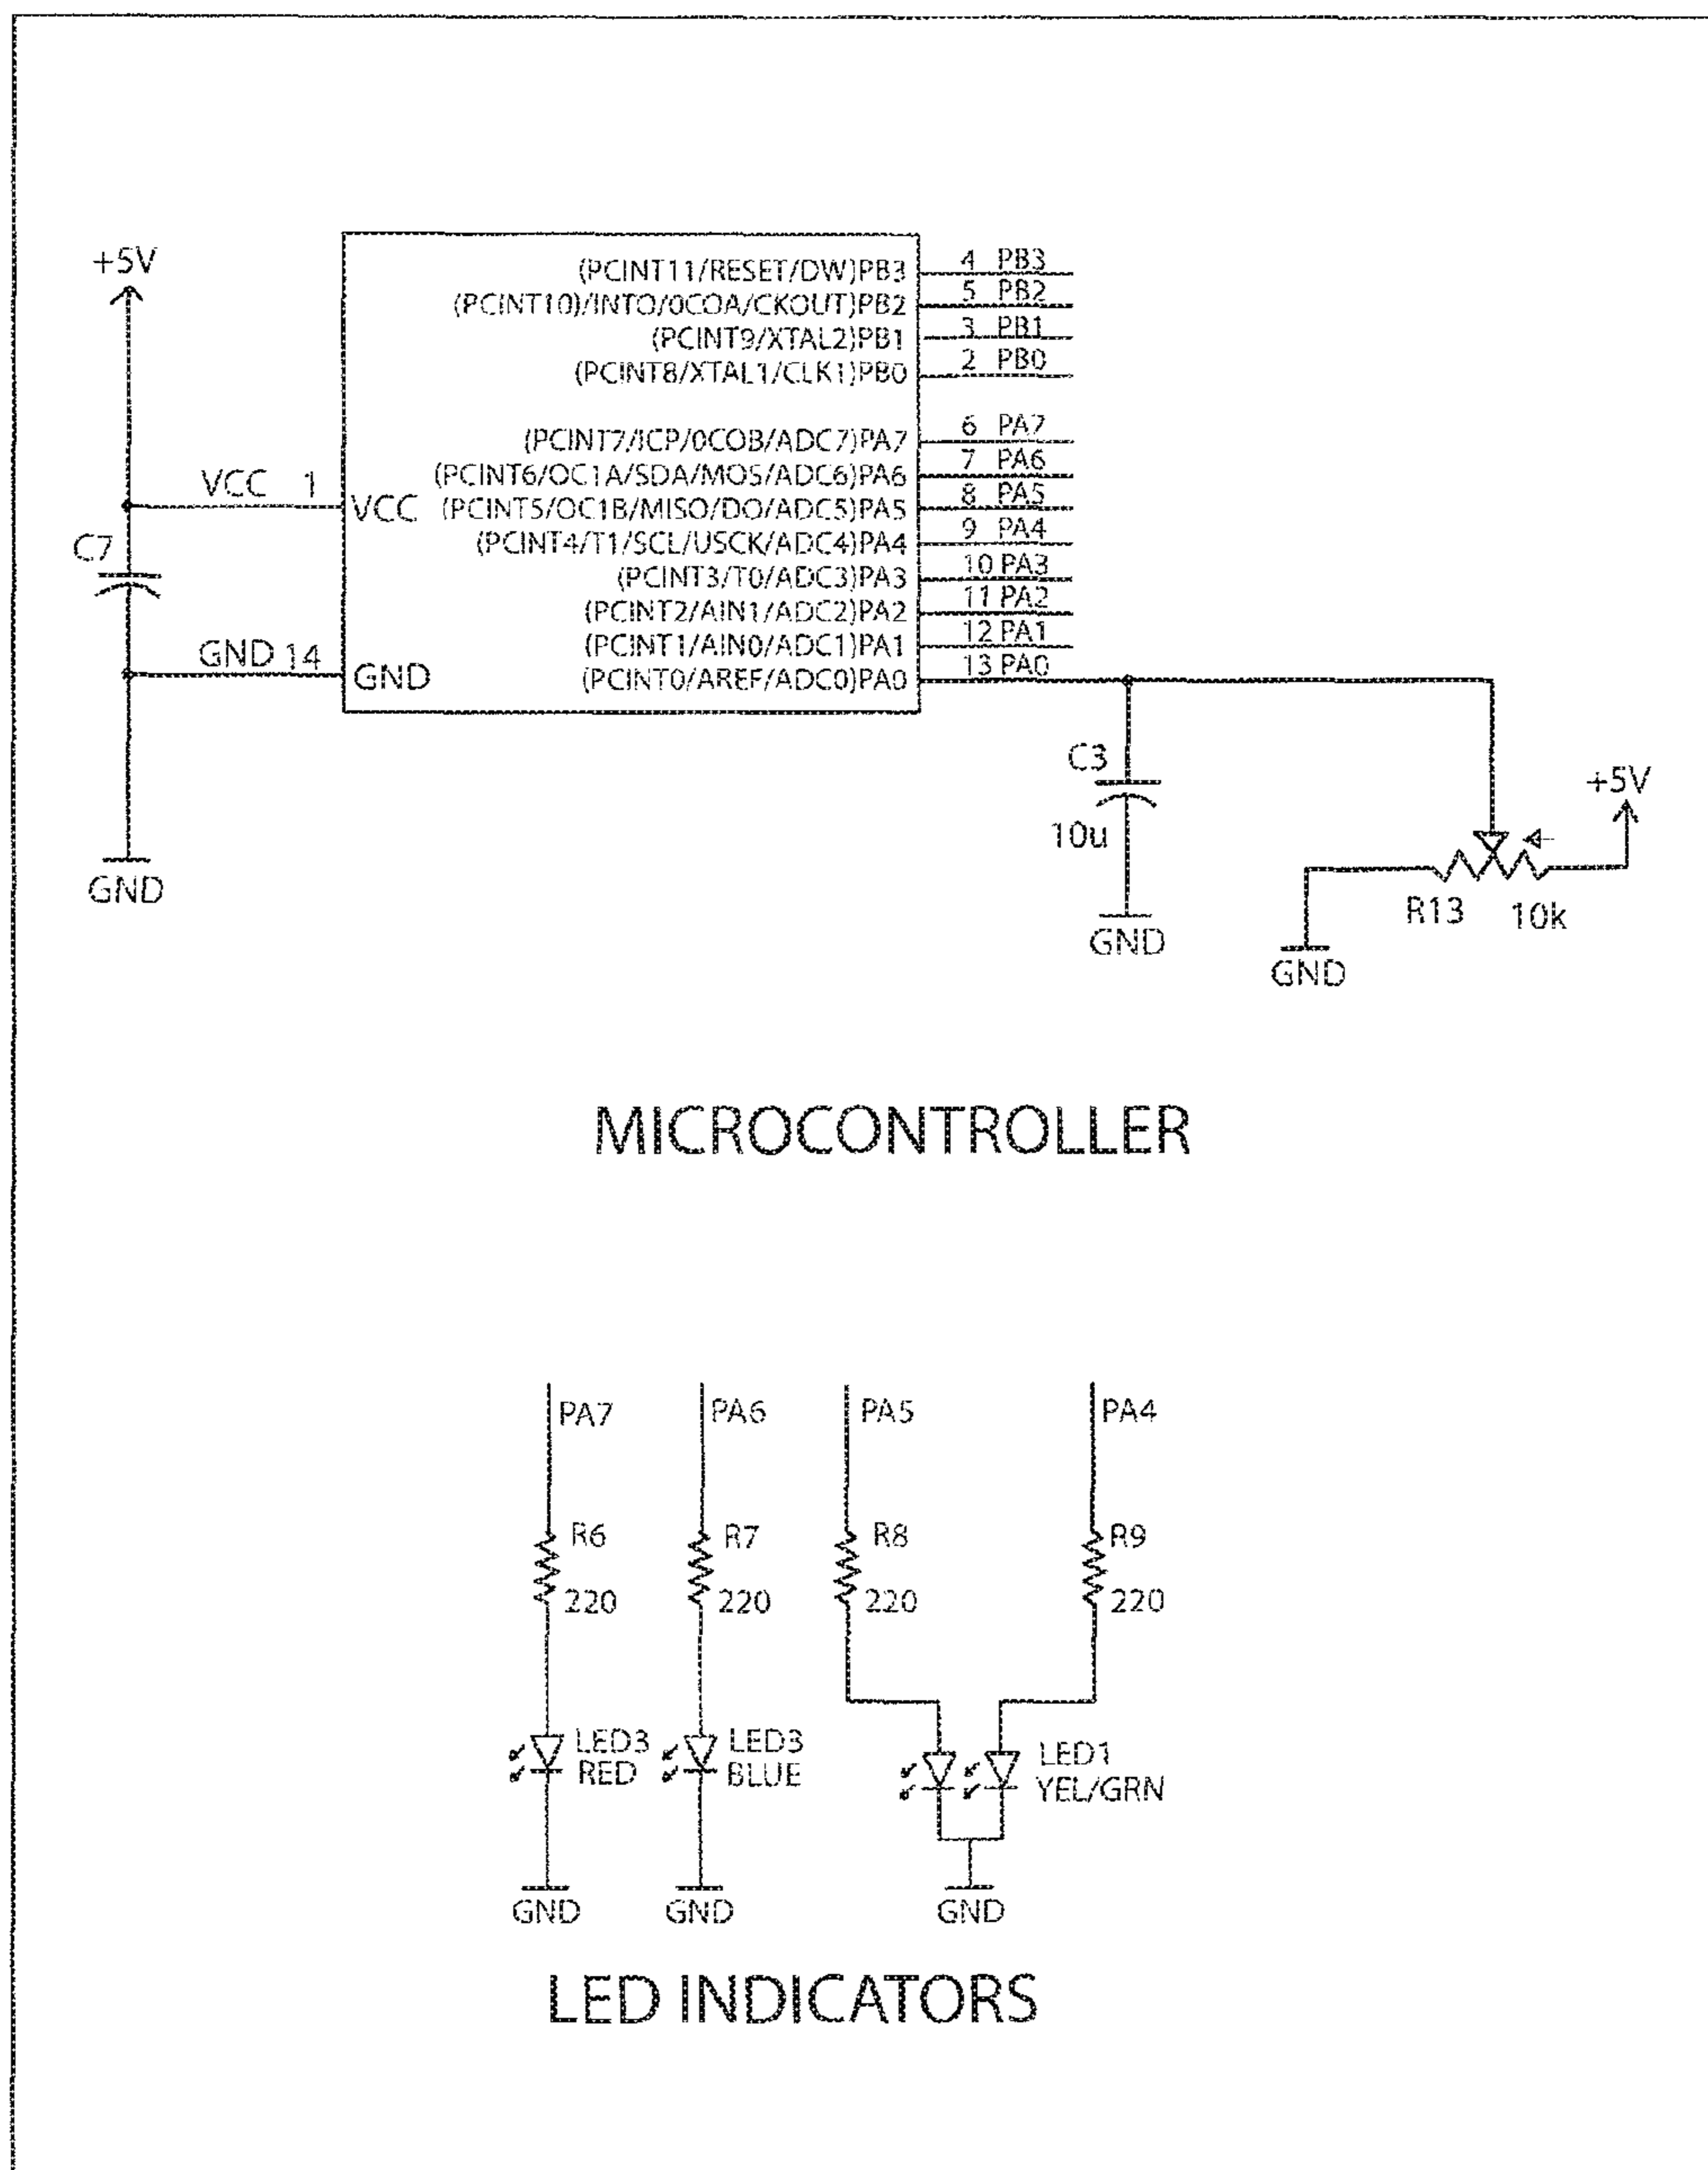 +5V
(PCINT11/RESET/DW)PB3 4 PB3
(PCINT10)/INTO/0COA/CKOUT)PB2 5 PB2
(PCINT9/XTAL2)PB1 3 PB1
(PCINT8/XTAL1/CLK1)PB0 2 PB0
(PCINT7/ICP/0COB/ADC7)PA7 6 PA7
(PCINT6/OC1A/SDA/MOS/ADC6)PA6 7 PA6
VCC 1 VCC (PCINT5/OC1B/MISO/DO/ADC5)PA5 8 PA5
C7 (PCINT4/T1/SCL/USCK/ADC4)PA4 9 PA4
(PCINT3/T0/ADC3)PA3 10 PA3
(PCINT2/AIN1/ADC2)PA2 11 PA2
(PCINT1/AIN0/ADC1)PA1 12 PA1
GND 14 GND (PCINT0/AREF/ADC0)PA0 13 PA0
C3
+5V
10u
GND
R13 10k
GND
GND
MICROCONTROLLER
PA7 PA6 PA5 PA4
R6 R7 R8 R9
220 220 220 220
LED3 LED3 LED1
RED BLUE YEL/GRN
GND GND GND
LED INDICATORS